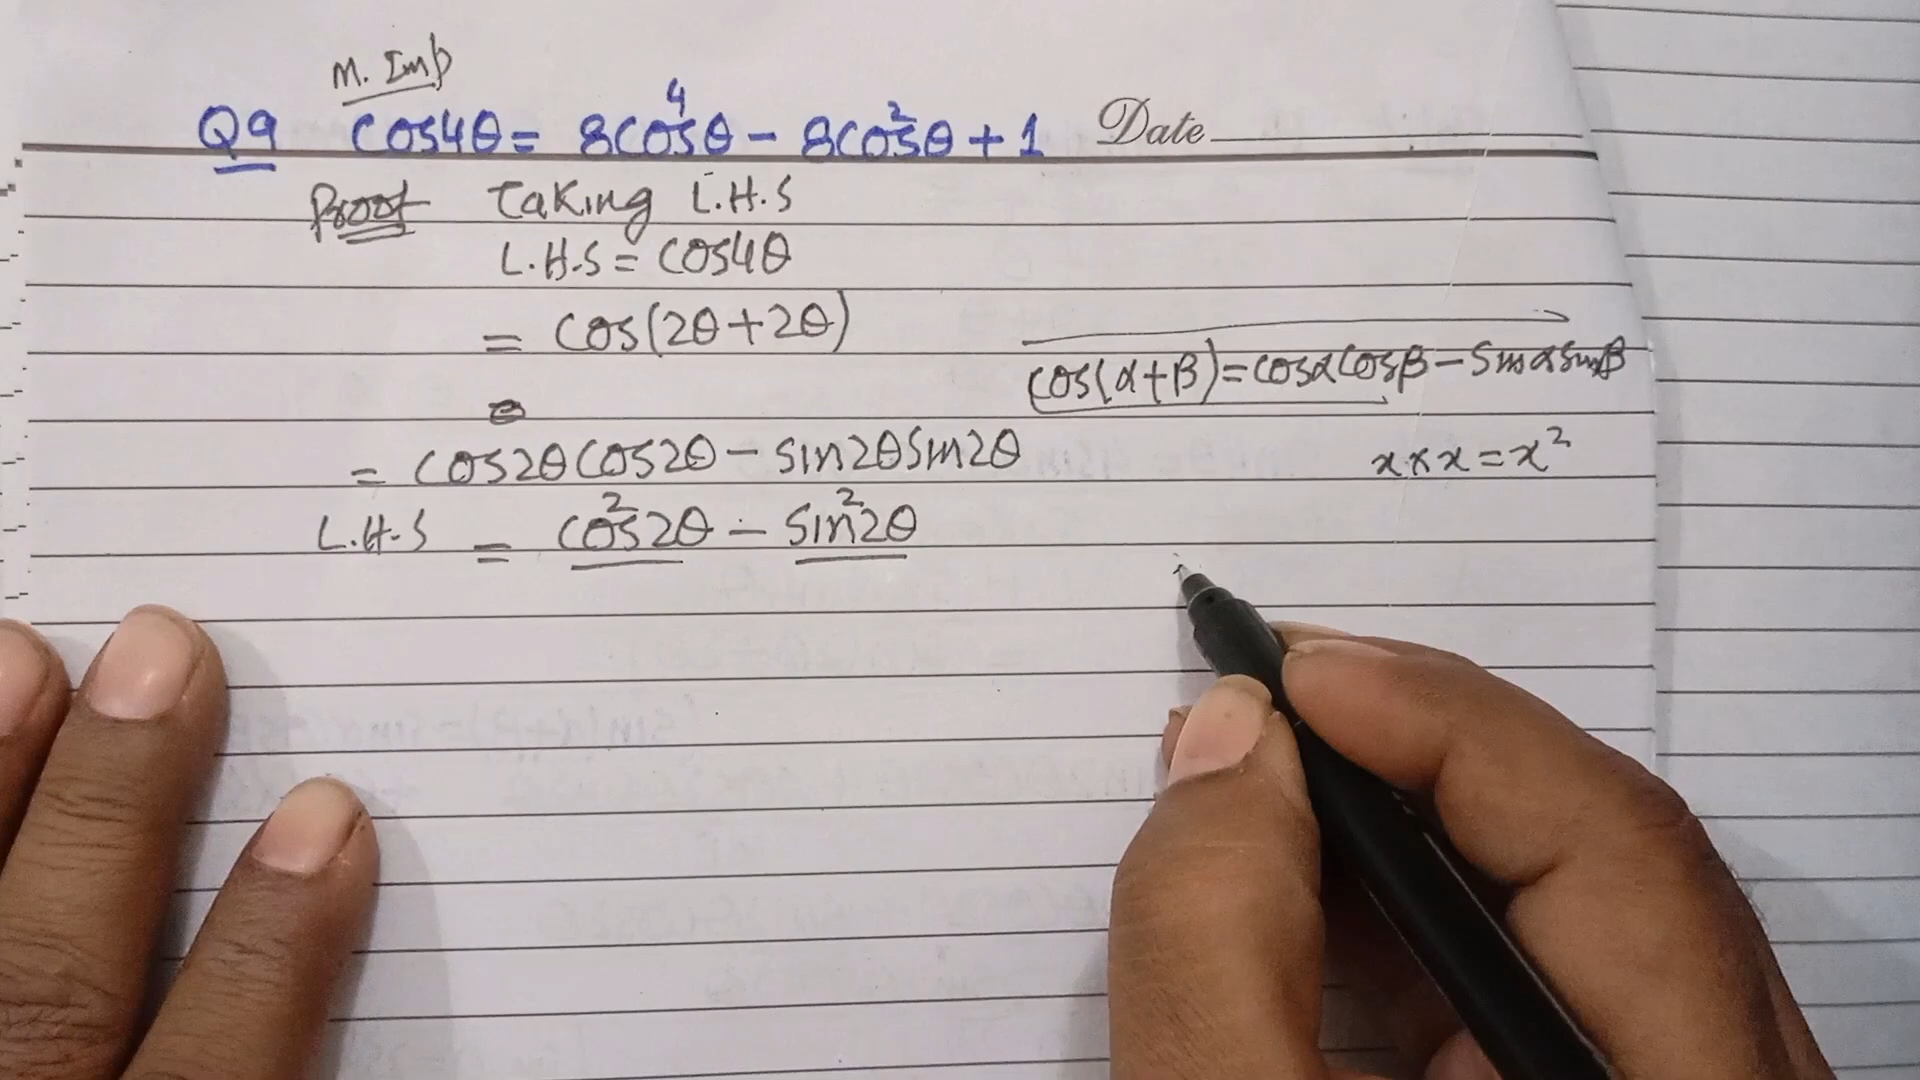 M. Imp
Q9 cos4θ = 8cos⁴θ - 8cos²θ + 1 Date
Proof Taking L.H.S
L.H.S = cos4θ
= cos(2θ+2θ)
cos(α+β)=cosαcosβ-sinαsinβ
= cos2θcos2θ - sin2θsin2θ
x×x=x²
L.H.S = cos²2θ - sin²2θ